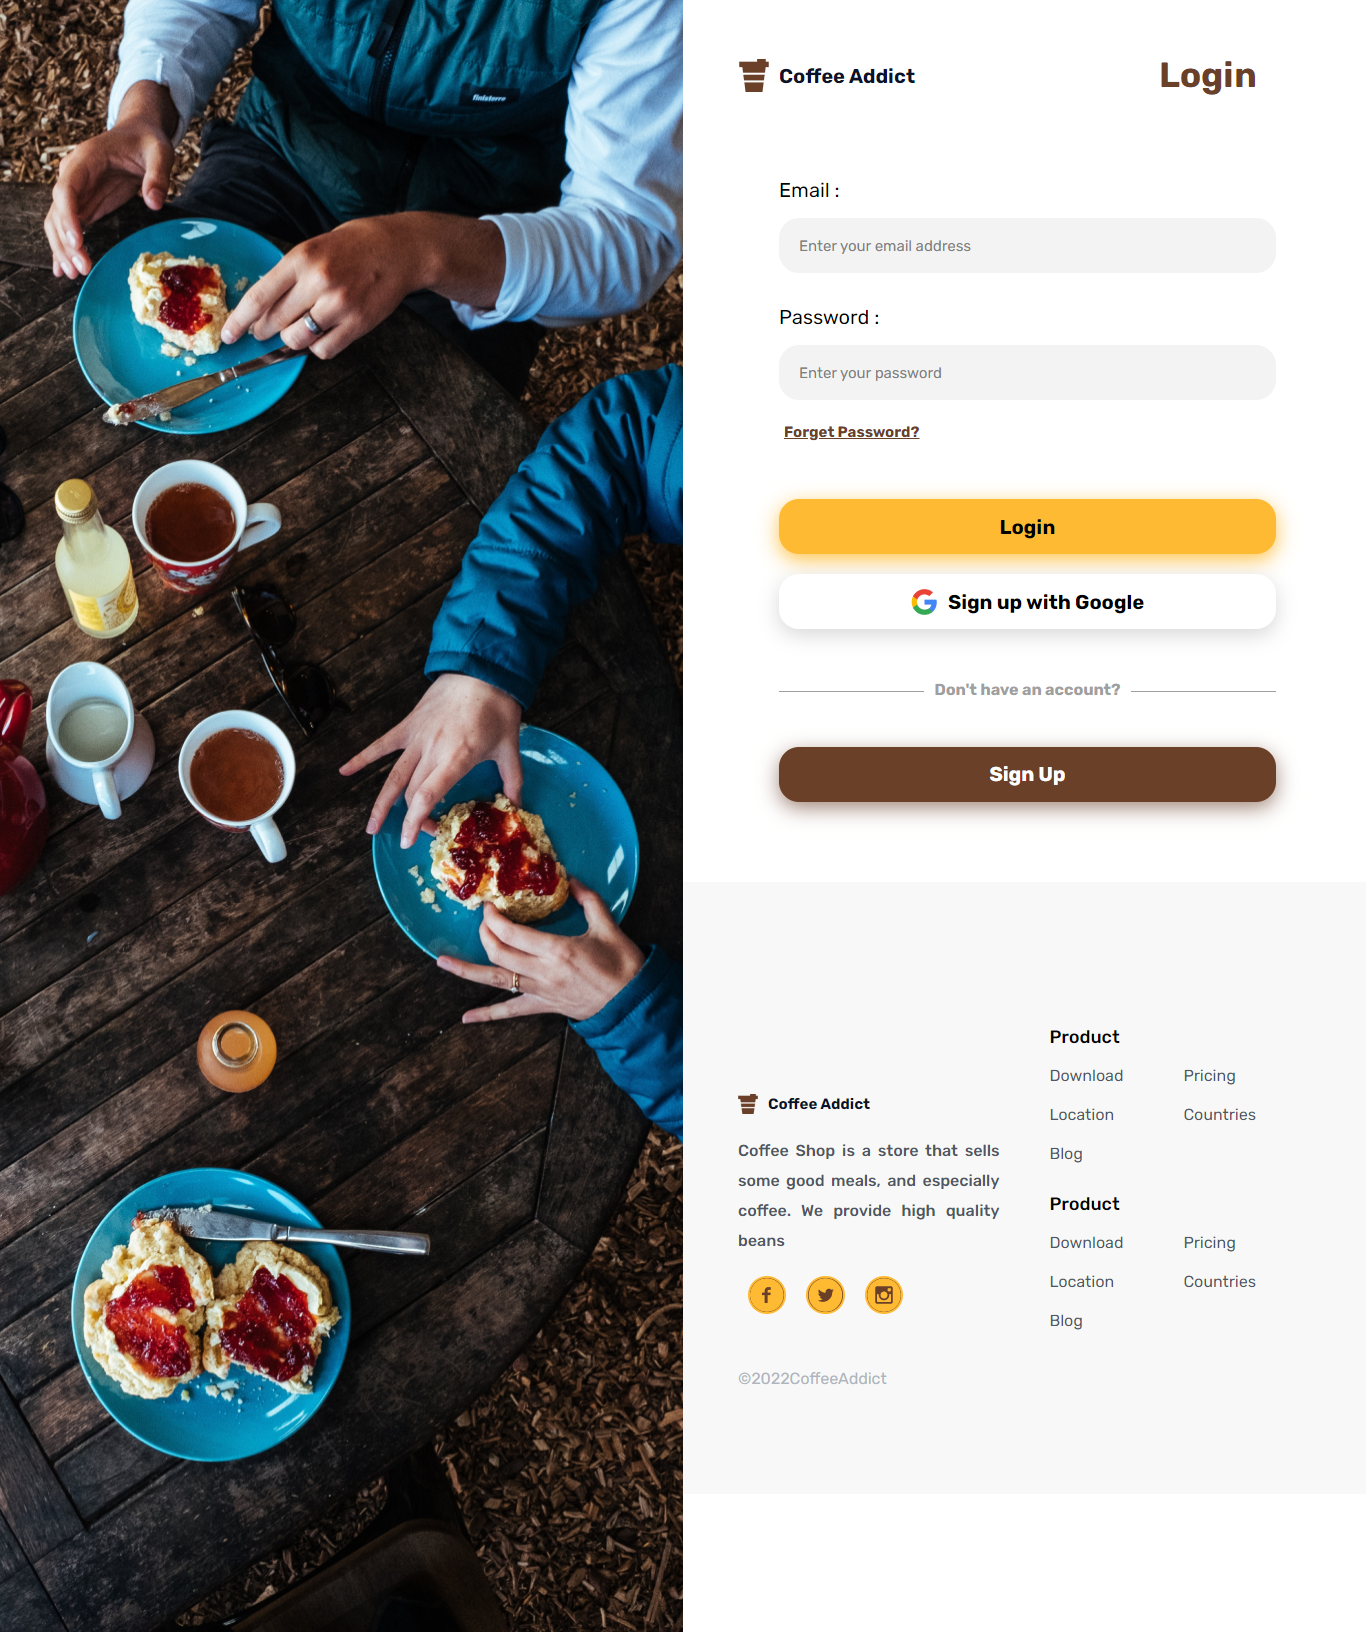 finisterre
Coffee Addict
Login
Email :
Enter your email address
Password :
Enter your password
Forget Password?
Login
Sign up with Google
Don't have an account?
Sign Up
Coffee Addict
Coffee Shop is a store that sells
some good meals, and especially
coffee. We provide high quality
beans
©2022CoffeeAddict
Product
Download Pricing
Location Countries
Blog
Product
Download Pricing
Location Countries
Blog